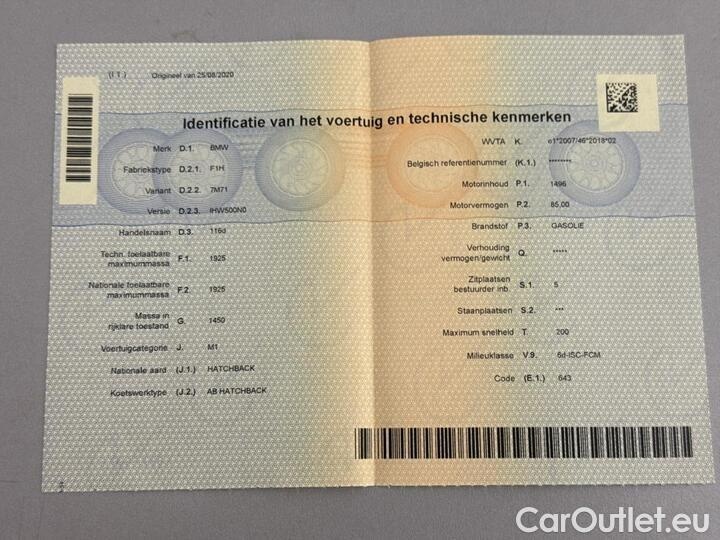 (I.1.) Origineel van 25/08/2020
Identificatie van het voertuig en technische kenmerken
Merk D.1. BMW
Fabriekstype D.2.1. F1H
Variant D.2.2. 7M71
Versie D.2.3. IHW500N0
Handelsnaam D.3. 116d
Techn. toelaatbare
maximummassa F.1. 1925
Nationale toelaatbare
maximummassa F.2. 1925
Massa in
rijklare toestand G. 1450
Voertuigcategorie J. M1
Nationale aard (J.1.) HATCHBACK
Koetswerktype (J.2.) AB HATCHBACK
WVTA K. e1*2007/46*2018*02
Belgisch referentienummer (K.1.) ********
Motorinhoud P.1. 1496
Motorvermogen P.2. 85,00
Brandstof P.3. GASOLIE
Verhouding
vermogen/gewicht Q. *****
Zitplaatsen
bestuurder inb. S.1. 5
Staanplaatsen S.2. ***
Maximum snelheid T. 200
Milieuklasse V.9. 6d-ISC-FCM
Code (E.1.) 643
CarOutlet.eu